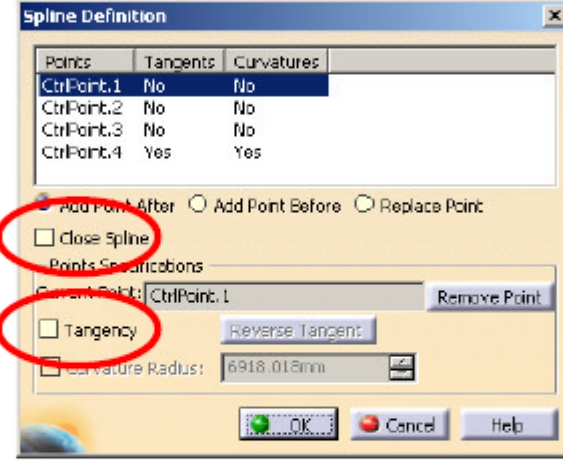 Spline Definition
Points Tangents Curvatures
CtrlPoint.1 No No
CtrlPoint.2 No No
CtrlPoint.3 No No
CtrlPoint.4 Yes Yes
Add Point After Add Point Before Replace Point
Close Spline
Points Specifications
Current Point: CtrlPoint.1 Remove Point
Tangency Reverse Tangent
Curvature Radius: 6918.018mm
OK Cancel Help